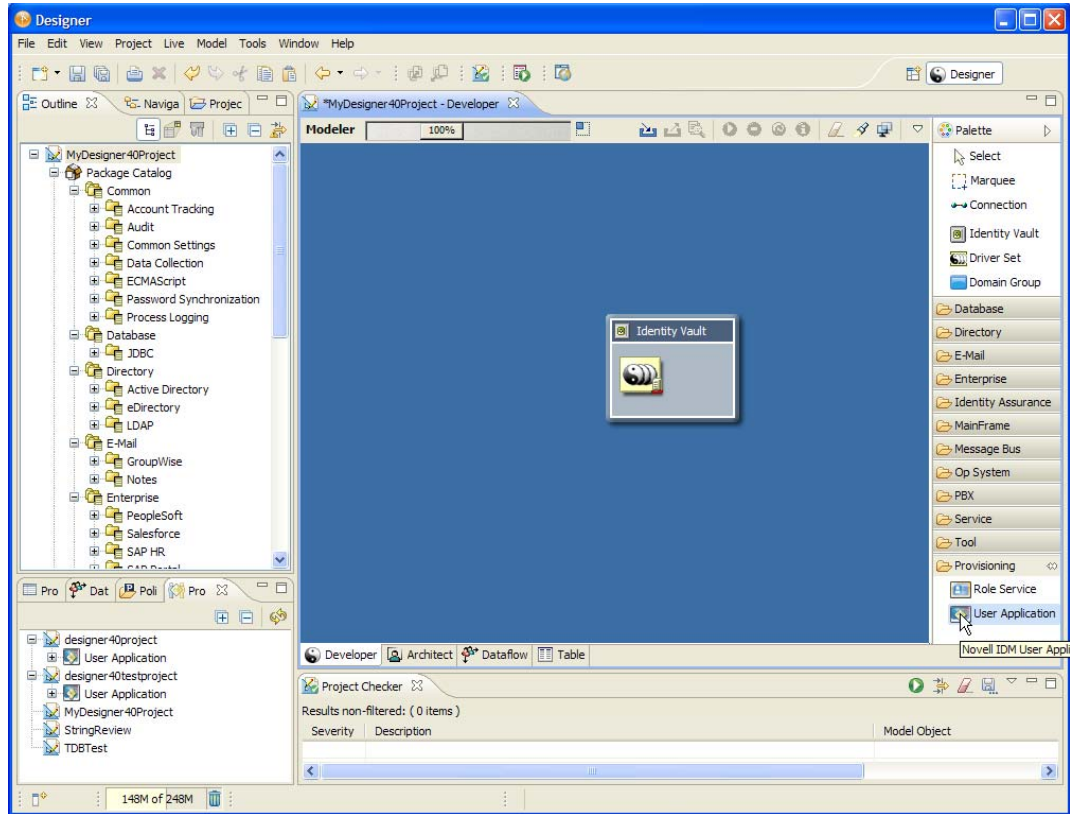 Designer
File Edit View Project Live Model Tools Window Help
Designer
Outline Naviga Projec
*MyDesigner40Project - Developer
Modeler 100%
Palette
MyDesigner40Project
Package Catalog
Common
Account Tracking
Audit
Common Settings
Data Collection
ECMAScript
Password Synchronization
Process Logging
Database
JDBC
Directory
Active Directory
eDirectory
LDAP
E-Mail
GroupWise
Notes
Enterprise
PeopleSoft
Salesforce
SAP HR
Identity Vault
Select
Marquee
Connection
Identity Vault
Driver Set
Domain Group
Database
Directory
E-Mail
Enterprise
Identity Assurance
MainFrame
Message Bus
Op System
PBX
Service
Tool
Provisioning
Role Service
User Application
Novell IDM User Appli
Developer Architect Dataflow Table
Pro Dat Poli Pro
designer40project
User Application
designer40testproject
User Application
MyDesigner40Project
StringReview
TDBTest
Project Checker
Results non-filtered: ( 0 items )
Severity Description Model Object
148M of 248M